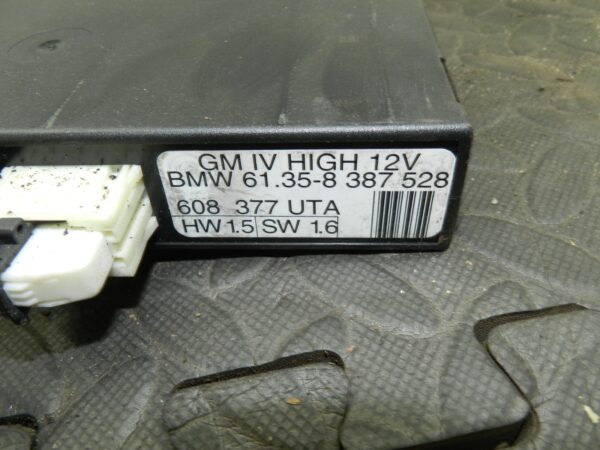 GM IV HIGH 12V
BMW 61.35-8 387 528
608 377 UTA
HW 1.5 SW 1.6